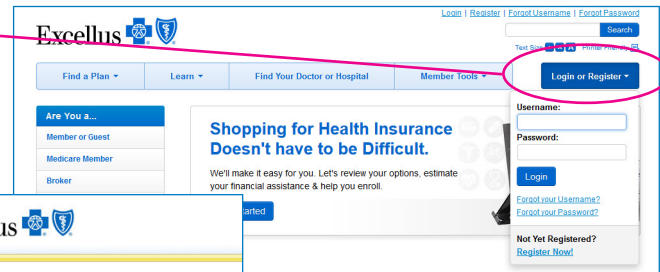 Login | Register | Forgot Username | Forgot Password
Excellus
Search
Text Size A A A Printer Friendly
Find a Plan Learn Find Your Doctor or Hospital Member Tools Login or Register
Are You a...
Member or Guest
Medicare Member
Broker
Shopping for Health Insurance
Doesn't have to be Difficult.
We'll make it easy for you. Let's review your options, estimate
your financial assistance & help you enroll.
Username:
Password:
Login
Forgot your Username?
Forgot your Password?
Not Yet Registered?
Register Now!